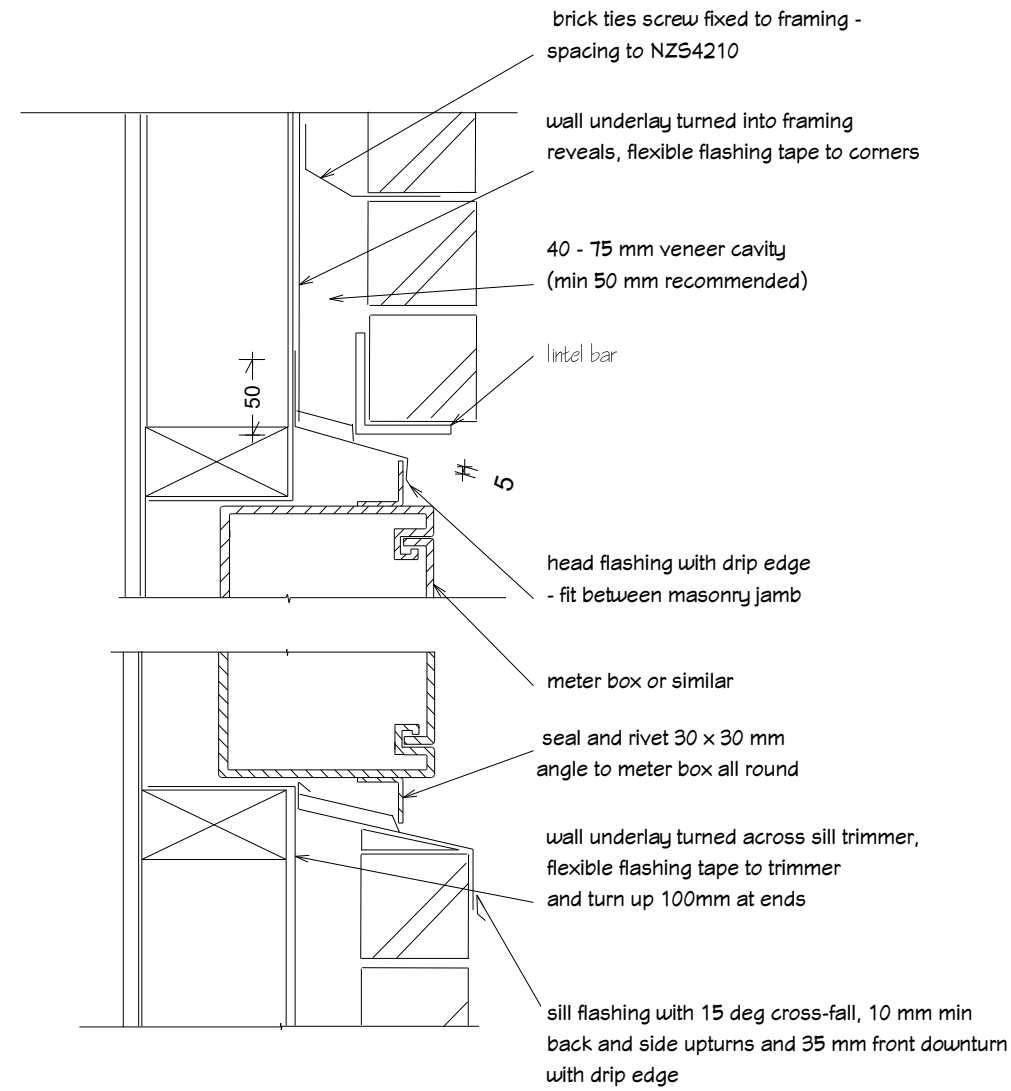 brick ties screw fixed to framing -
spacing to NZS4210
wall underlay turned into framing
reveals, flexible flashing tape to corners
40 - 75 mm veneer cavity
(min 50 mm recommended)
lintel bar
50
5
head flashing with drip edge
- fit between masonry jamb
meter box or similar
seal and rivet 30 x 30 mm
angle to meter box all round
wall underlay turned across sill trimmer,
flexible flashing tape to trimmer
and turn up 100mm at ends
sill flashing with 15 deg cross-fall, 10 mm min
back and side upturns and 35 mm front downturn
with drip edge